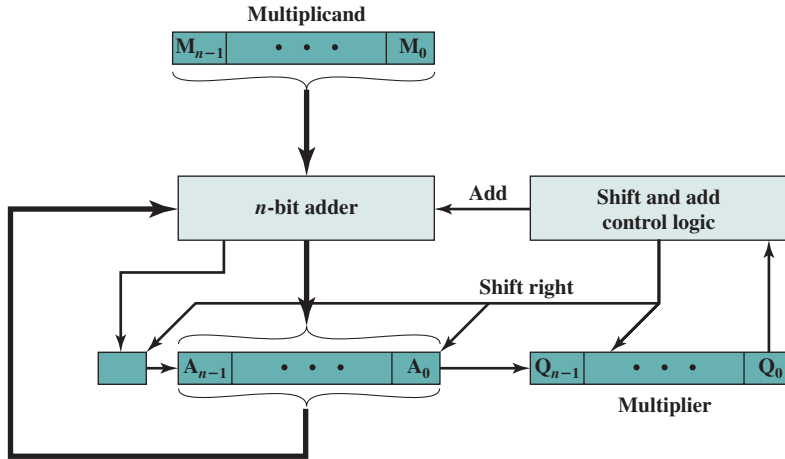 Multiplicand
Mₙ₋₁ • • • M₀
n-bit adder
Add
Shift and add
control logic
Shift right
Aₙ₋₁ • • • A₀
Qₙ₋₁ • • • Q₀
Multiplier